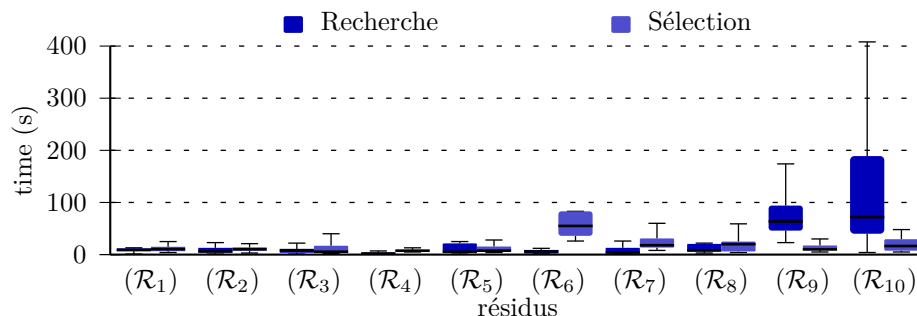 Recherche Sélection
400
300
200
100
0
time (s)
(R₁) (R₂) (R₃) (R₄) (R₅) (R₆) (R₇) (R₈) (R₉) (R₁₀)
résidus